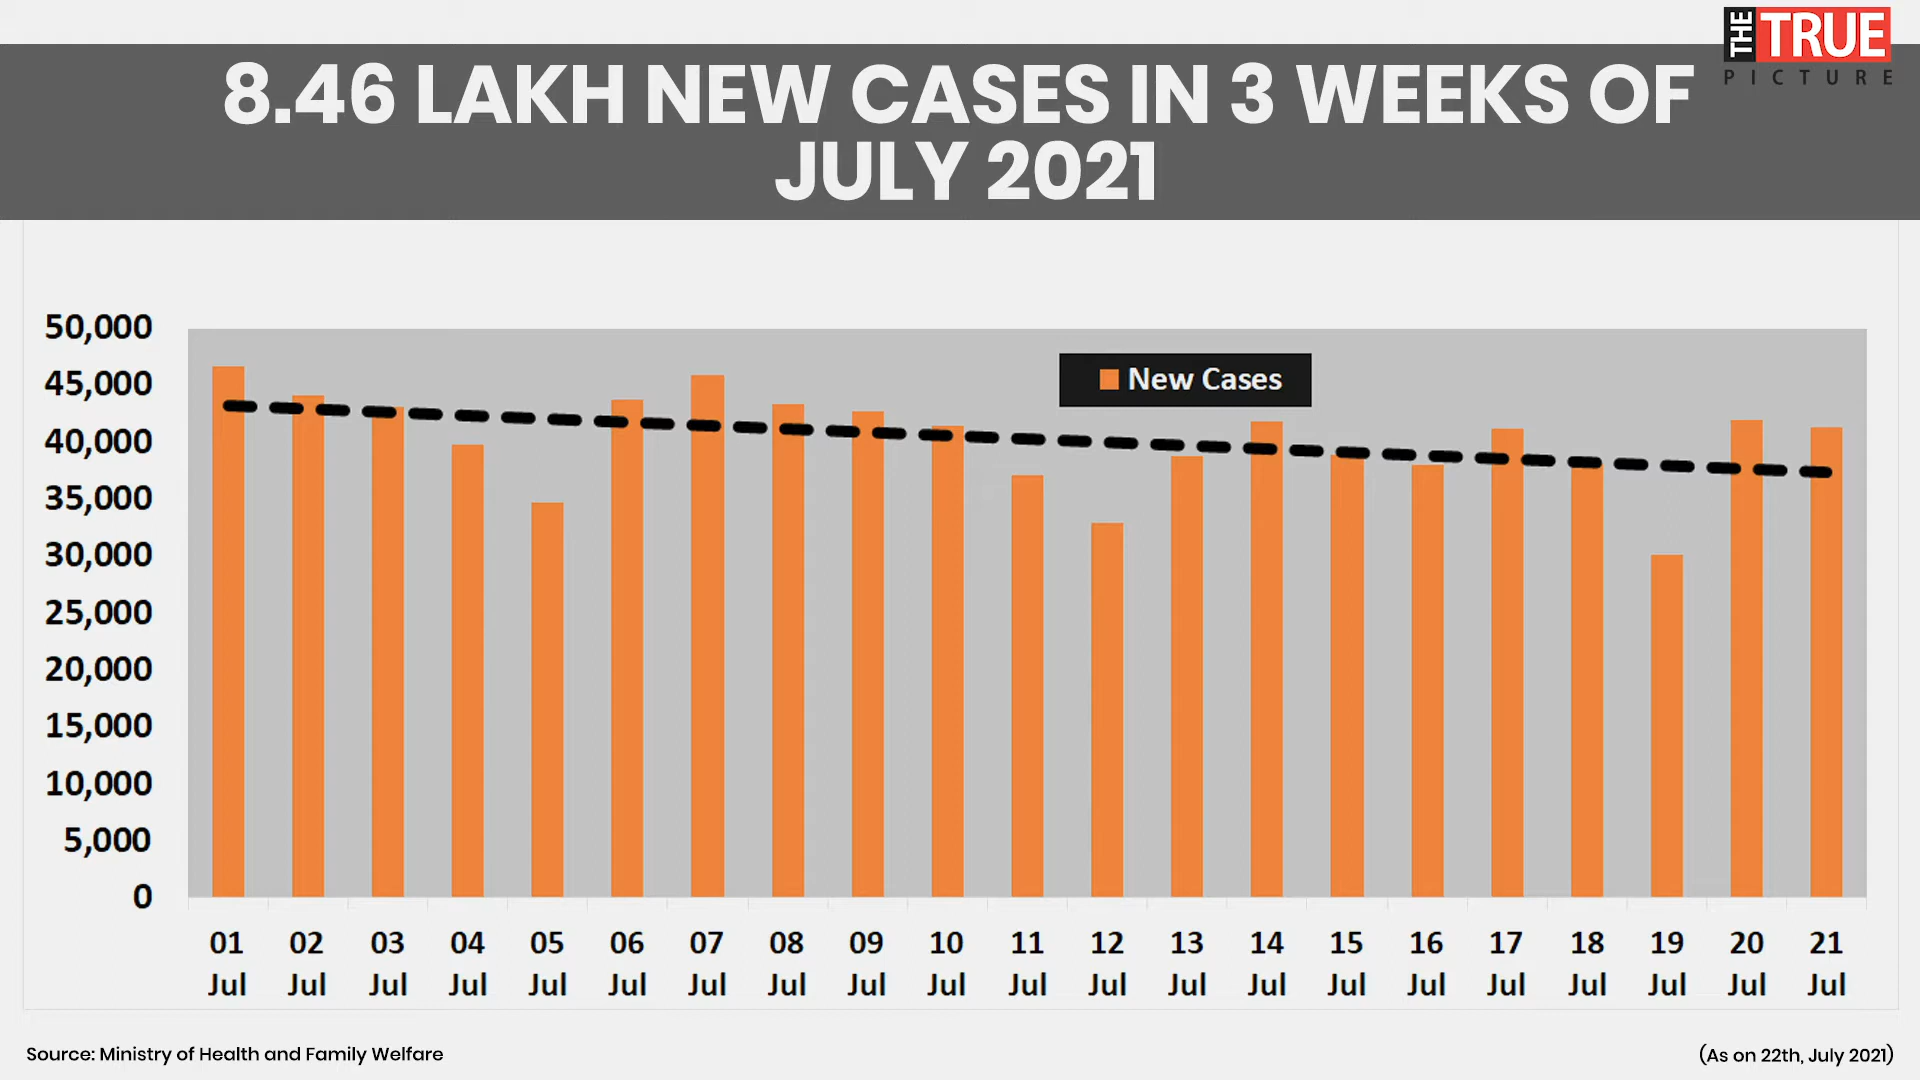 THE TRUE
PICTURE
8.46 LAKH NEW CASES IN 3 WEEKS OF
JULY 2021
50,000
45,000
40,000
35,000
30,000
25,000
20,000
15,000
10,000
5,000
0
New Cases
01 02 03 04 05 06 07 08 09 10 11 12 13 14 15 16 17 18 19 20 21
Jul Jul Jul Jul Jul Jul Jul Jul Jul Jul Jul Jul Jul Jul Jul Jul Jul Jul Jul Jul Jul
Source: Ministry of Health and Family Welfare
(As on 22th, July 2021)